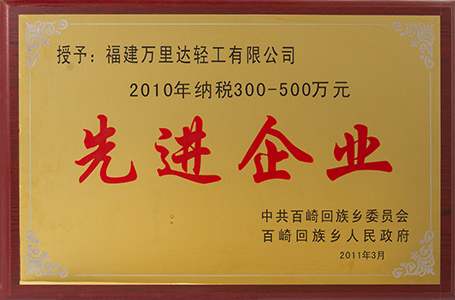 授予：福建万里达轻工有限公司
2010年纳税300-500万元
先进企业
中共百崎回族乡委员会
百崎回族乡人民政府
2011年3月